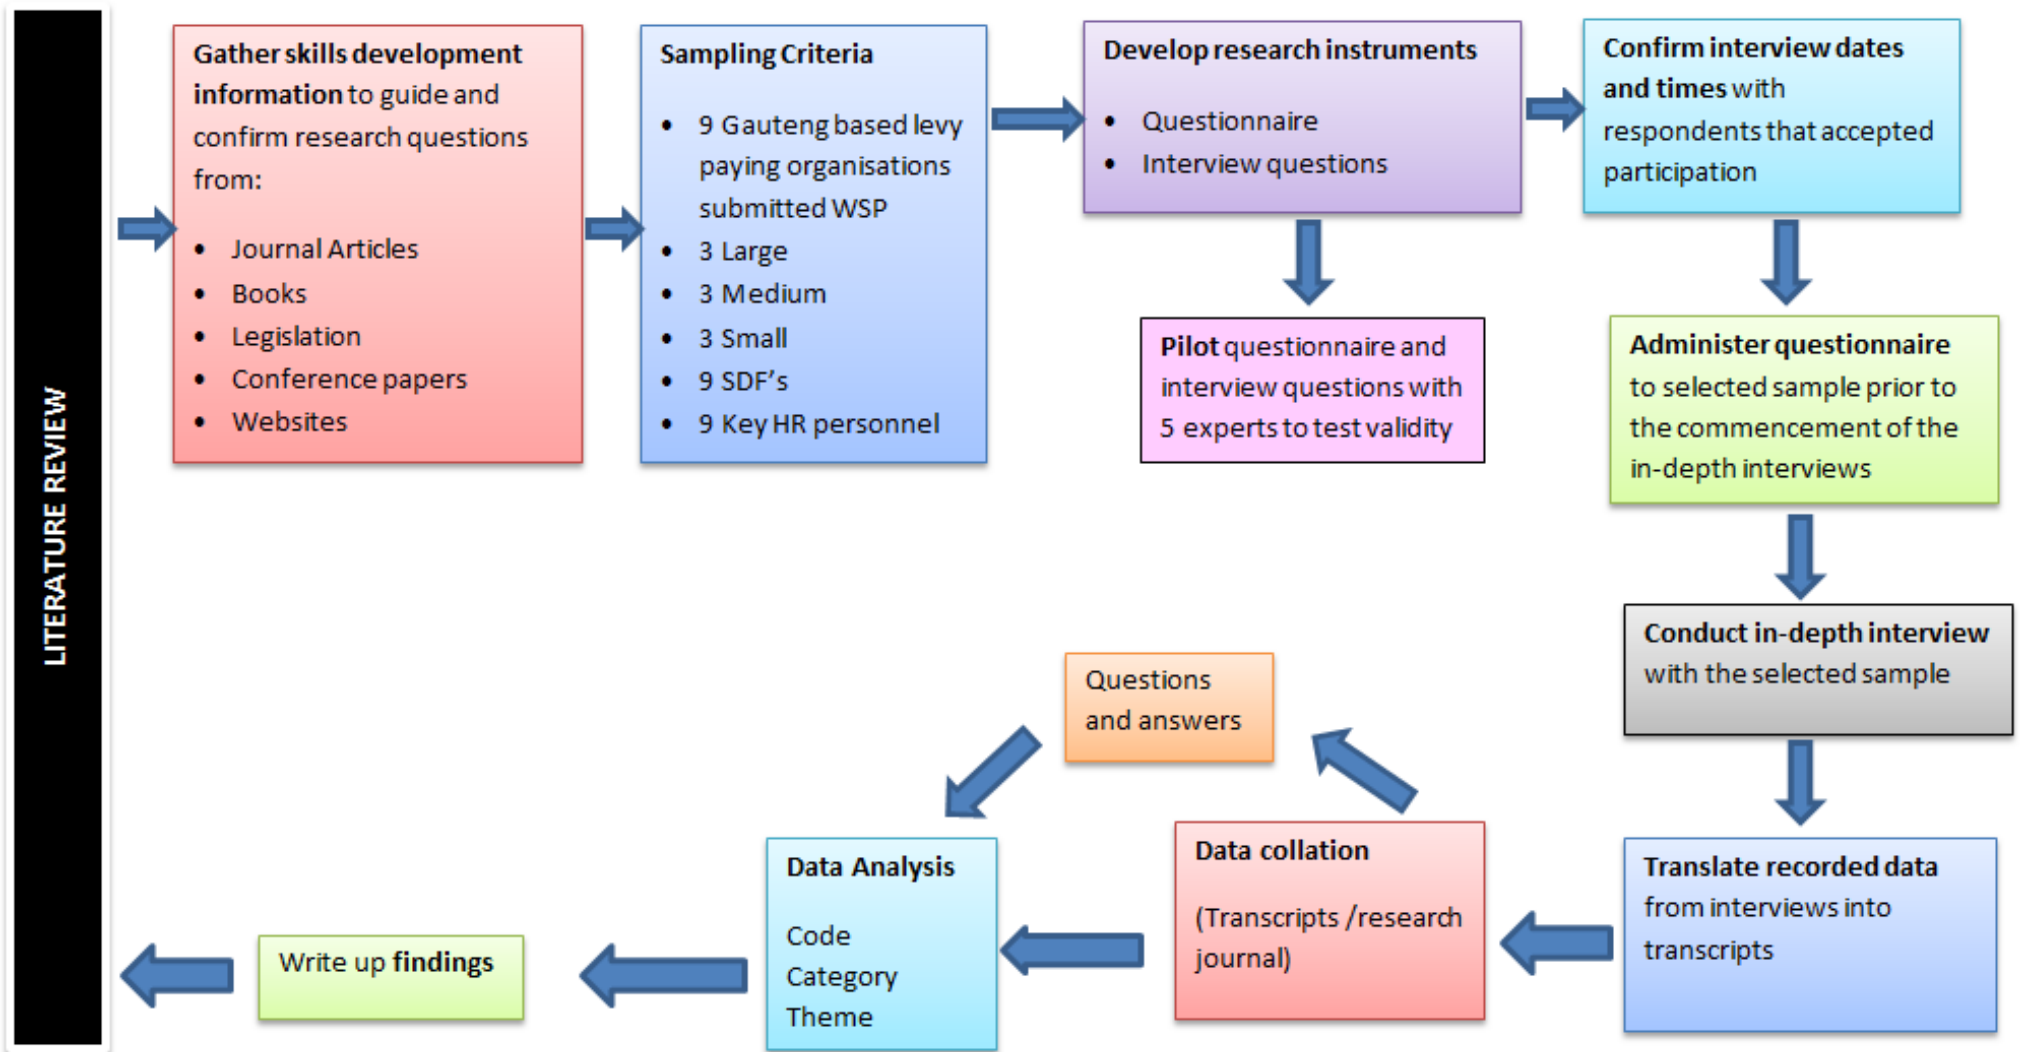 LITERATURE REVIEW
Gather skills development
information to guide and
confirm research questions
from:
• Journal Articles
• Books
• Legislation
• Conference papers
• Websites
Sampling Criteria
• 9 Gauteng based levy
paying organisations
submitted WSP
• 3 Large
• 3 Medium
• 3 Small
• 9 SDF's
• 9 Key HR personnel
Develop research instruments
• Questionnaire
• Interview questions
Pilot questionnaire and
interview questions with
5 experts to test validity
Confirm interview dates
and times with
respondents that accepted
participation
Administer questionnaire
to selected sample prior to
the commencement of the
in-depth interviews
Conduct in-depth interview
with the selected sample
Translate recorded data
from interviews into
transcripts
Data collation
(Transcripts /research
journal)
Questions
and answers
Data Analysis
Code
Category
Theme
Write up findings